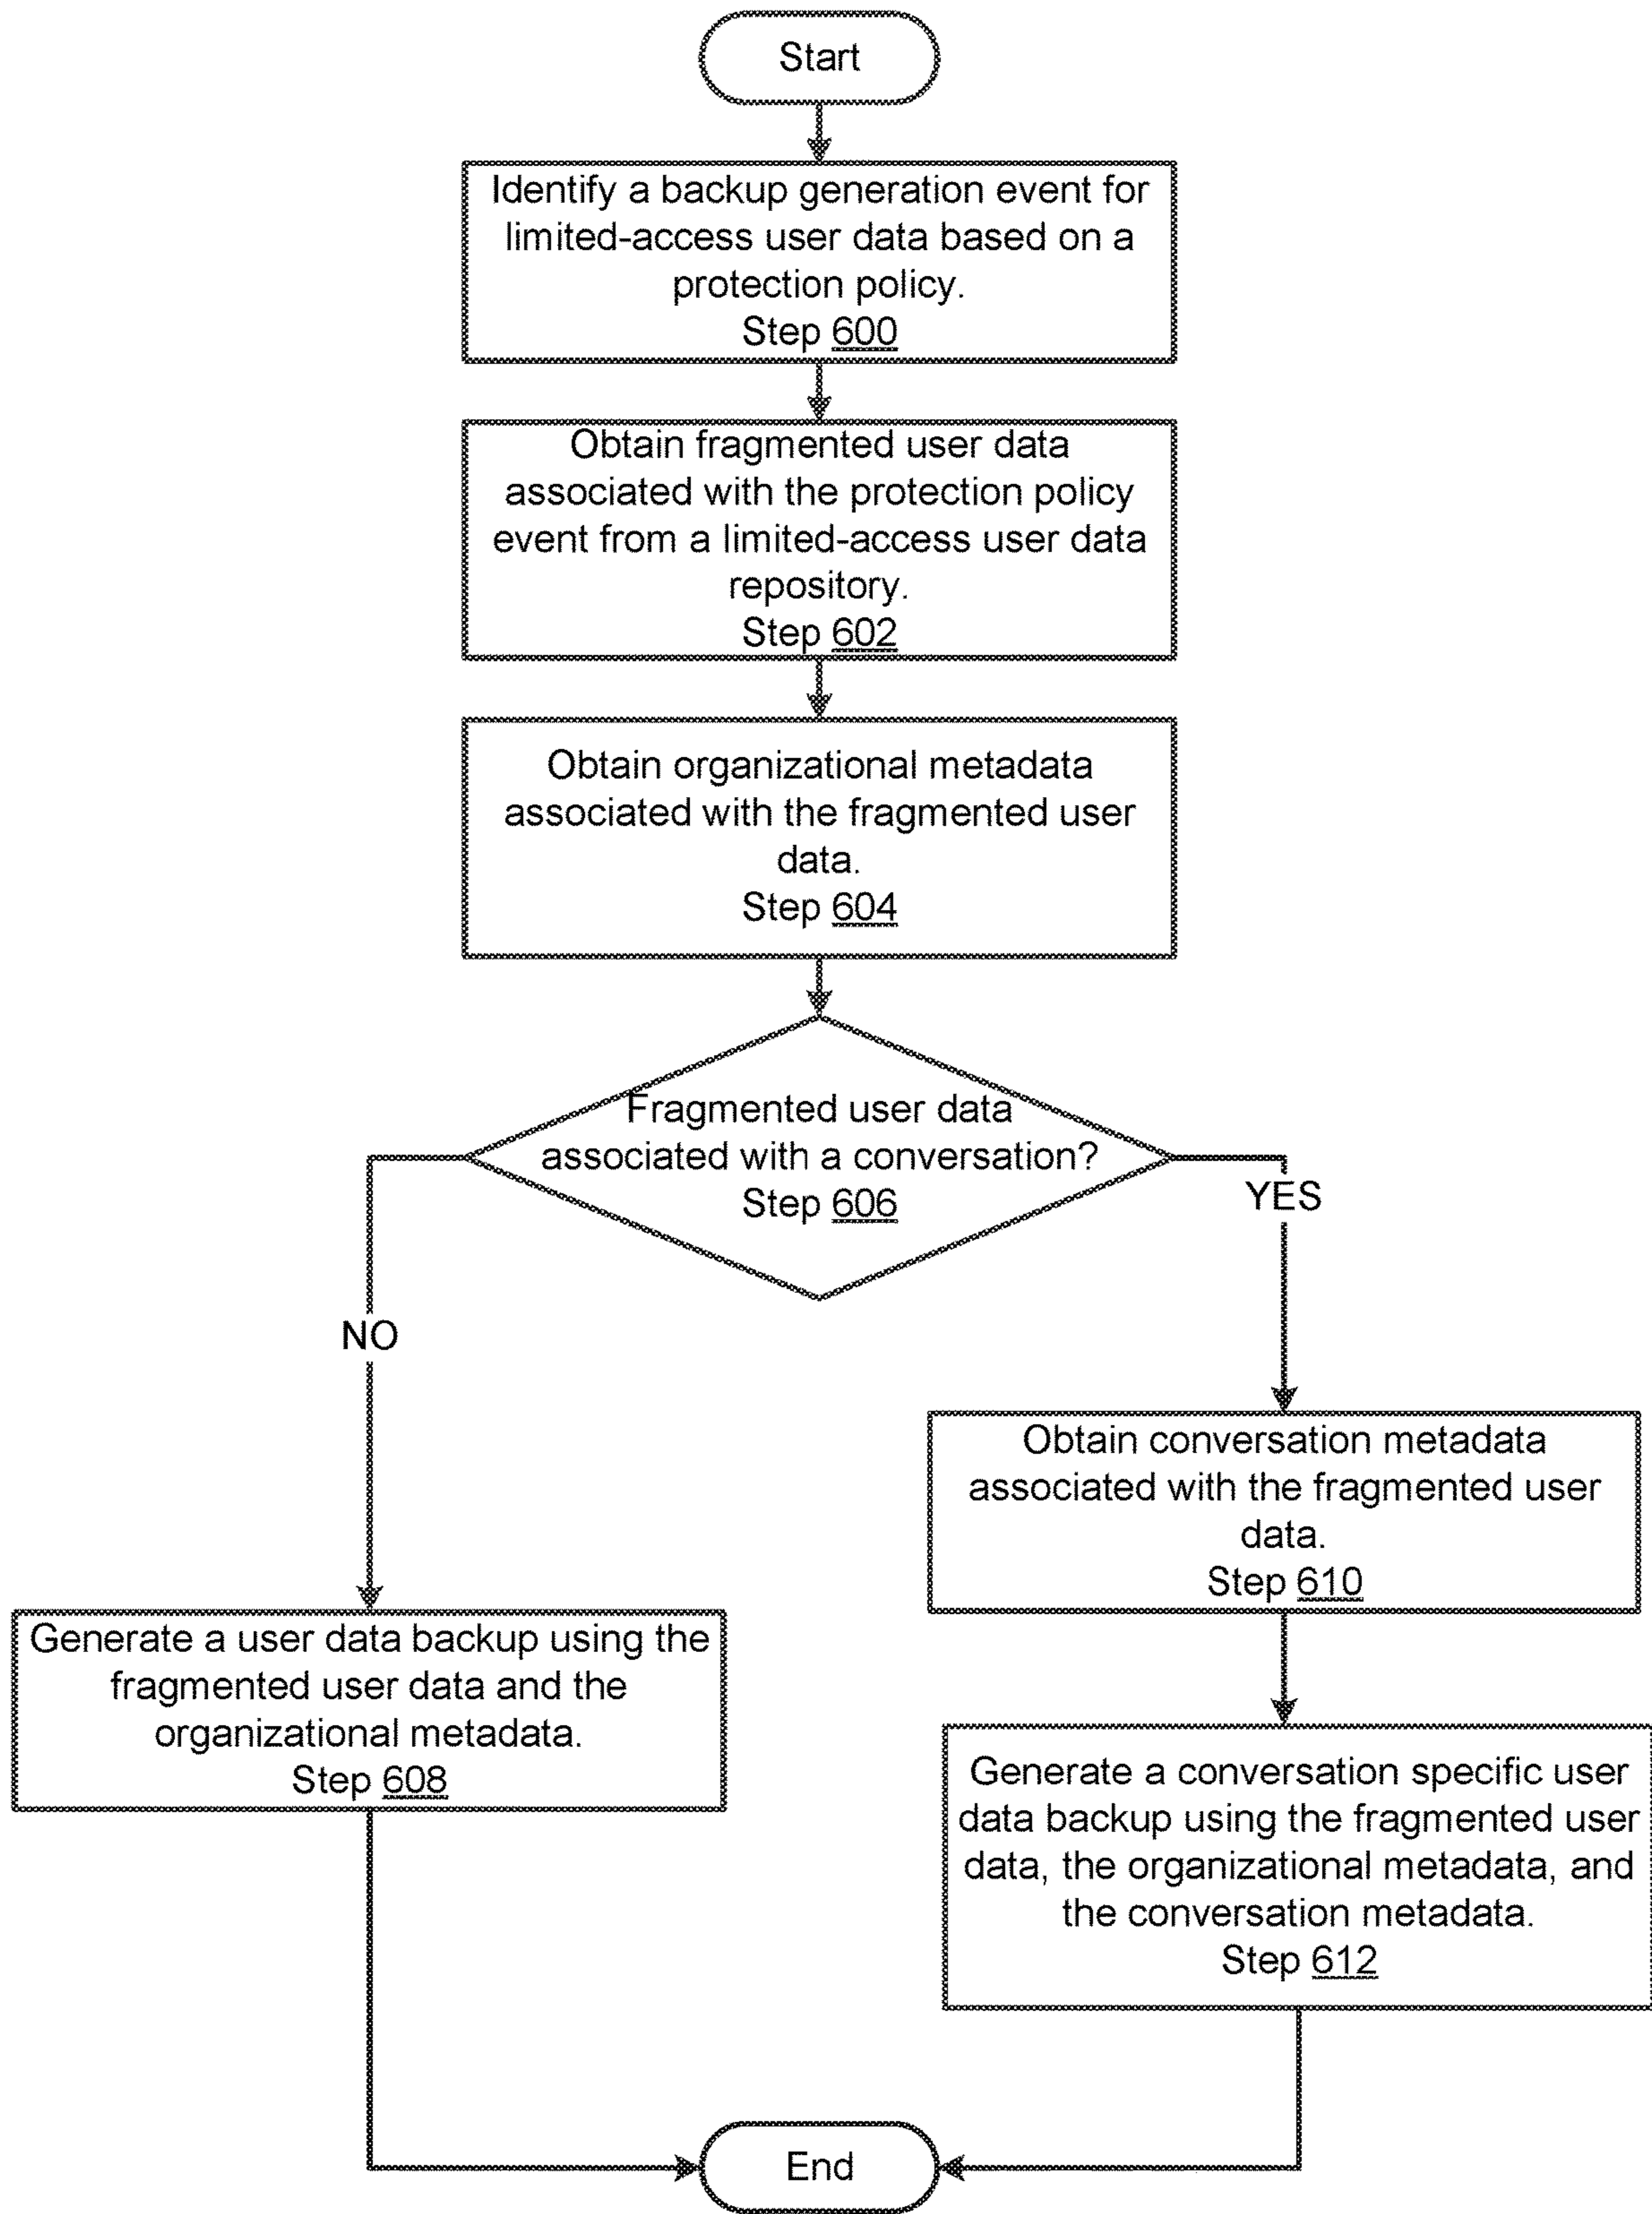 Start
Identify a backup generation event for
limited-access user data based on a
protection policy.
Step 600
Obtain fragmented user data
associated with the protection policy
event from a limited-access user data
repository.
Step 602
Obtain organizational metadata
associated with the fragmented user
data.
Step 604
Fragmented user data
associated with a conversation?
Step 606
YES
NO
Obtain conversation metadata
associated with the fragmented user
data.
Step 610
Generate a user data backup using the
fragmented user data and the
organizational metadata.
Step 608
Generate a conversation specific user
data backup using the fragmented user
data, the organizational metadata, and
the conversation metadata.
Step 612
End